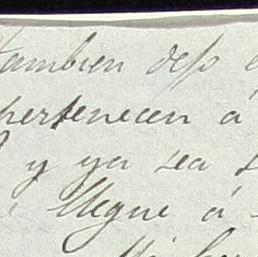 tambien dejo
pertenecen á
y ya sea
llegue á